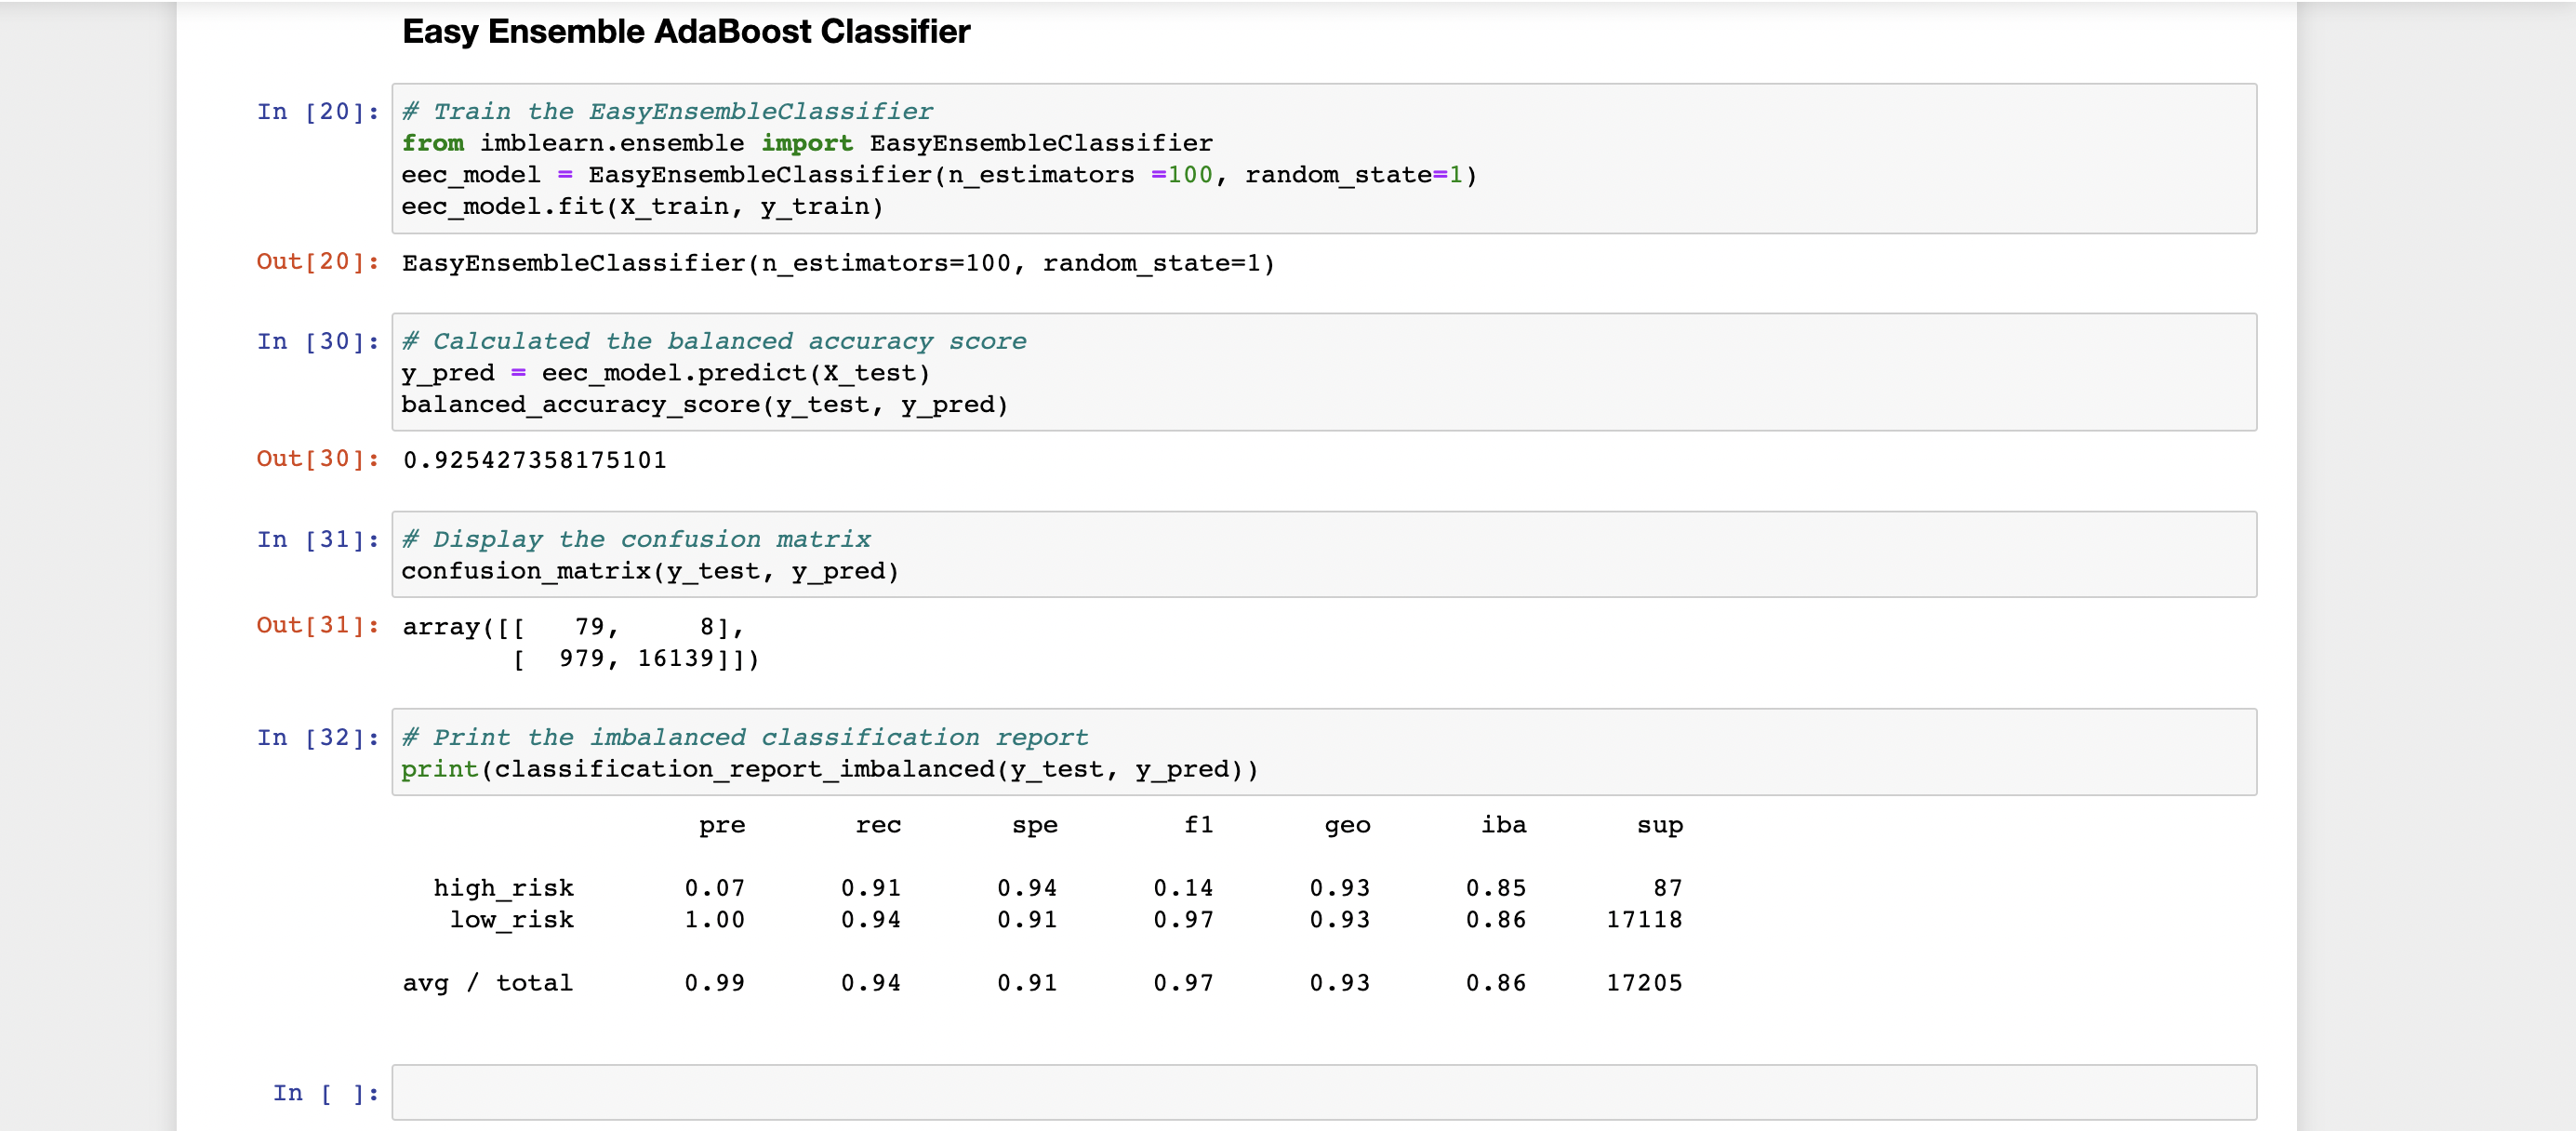 Easy Ensemble AdaBoost Classifier
In [20]: # Train the EasyEnsembleClassifier
from imblearn.ensemble import EasyEnsembleClassifier
eec_model = EasyEnsembleClassifier(n_estimators =100, random_state=1)
eec_model.fit(X_train, y_train)
Out[20]: EasyEnsembleClassifier(n_estimators=100, random_state=1)
In [30]: # Calculated the balanced accuracy score
y_pred = eec_model.predict(X_test)
balanced_accuracy_score(y_test, y_pred)
Out[30]: 0.925427358175101
In [31]: # Display the confusion matrix
confusion_matrix(y_test, y_pred)
Out[31]: array([[   79,     8],
       [  979, 16139]])
In [32]: # Print the imbalanced classification report
print(classification_report_imbalanced(y_test, y_pred))
pre rec spe f1 geo iba sup
high_risk 0.07 0.91 0.94 0.14 0.93 0.85 87
low_risk 1.00 0.94 0.91 0.97 0.93 0.86 17118
avg / total 0.99 0.94 0.91 0.97 0.93 0.86 17205
In [ ]: